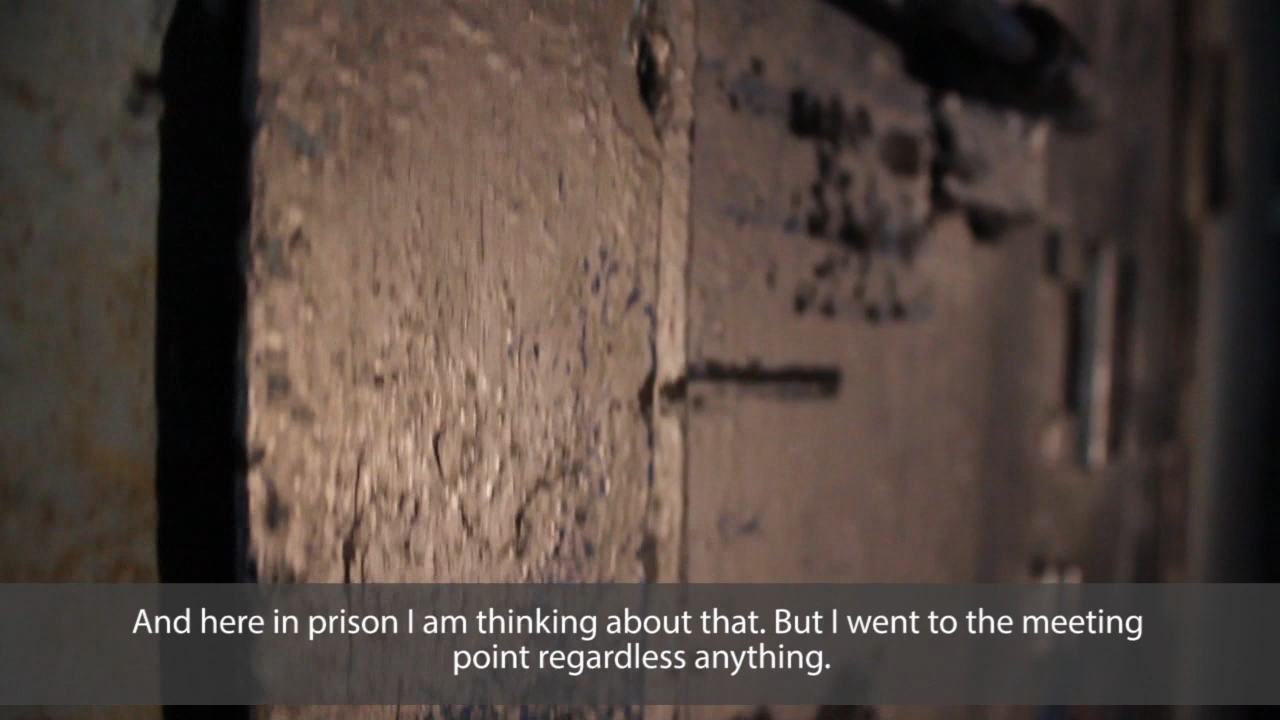 And here in prison I am thinking about that. But I went to the meeting
point regardless anything.